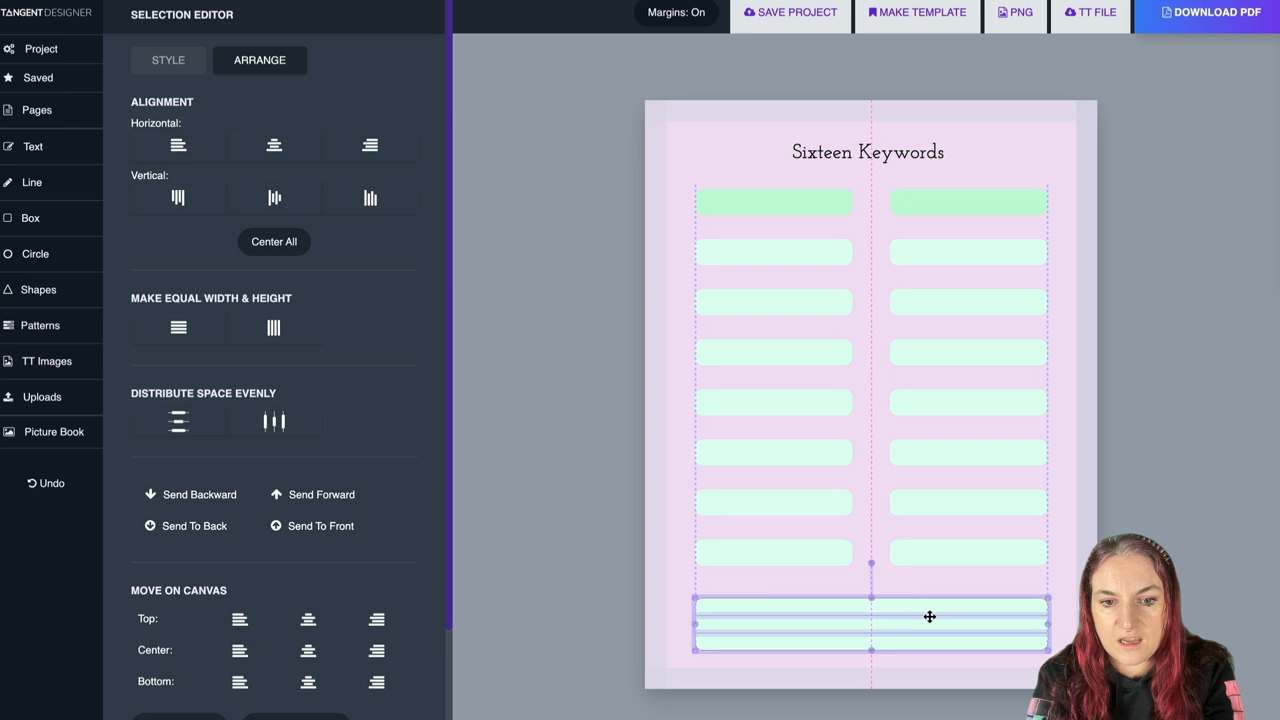 TANGENT DESIGNER
SELECTION EDITOR
Margins: On
SAVE PROJECT
MAKE TEMPLATE
PNG
TT FILE
DOWNLOAD PDF
Project
Saved
Pages
Text
Line
Box
Circle
Shapes
Patterns
TT Images
Uploads
Picture Book
Undo
STYLE
ARRANGE
ALIGNMENT
Horizontal:
Vertical:
Center All
MAKE EQUAL WIDTH & HEIGHT
DISTRIBUTE SPACE EVENLY
Send Backward
Send Forward
Send To Back
Send To Front
MOVE ON CANVAS
Top:
Center:
Bottom:
Sixteen Keywords